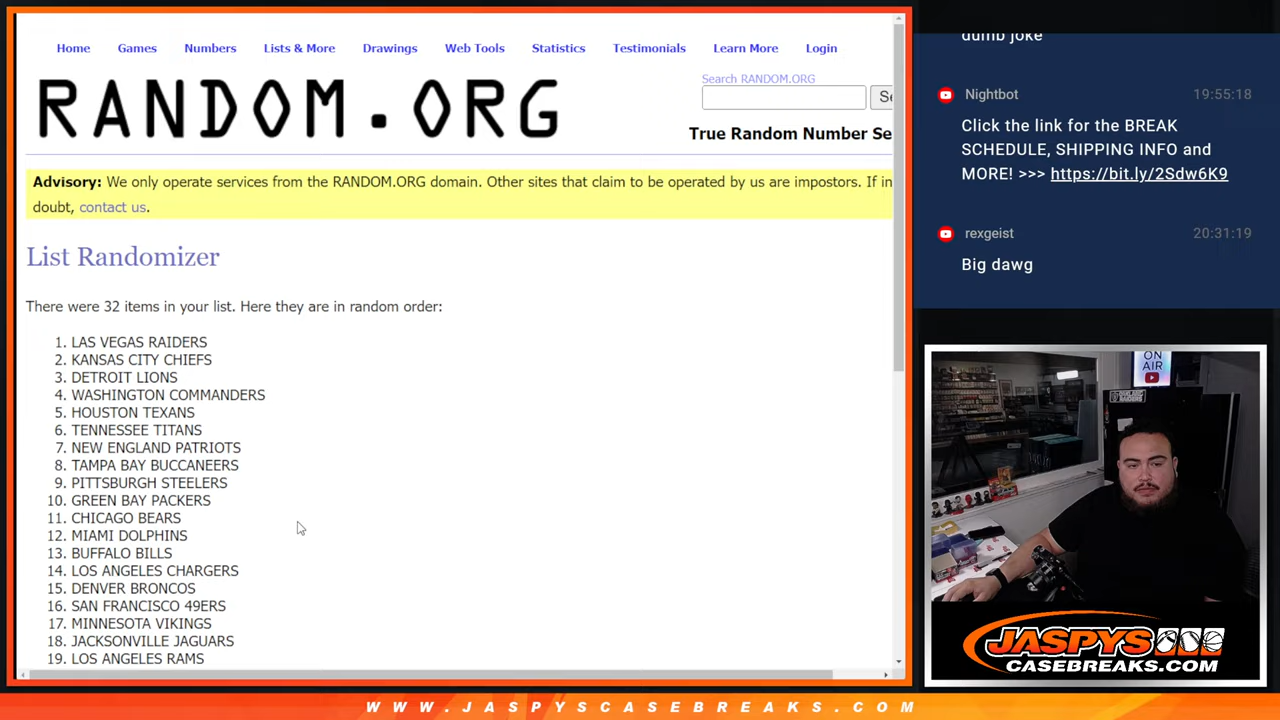 Home Games Numbers Lists & More Drawings Web Tools Statistics Testimonials Learn More Login
Search RANDOM.ORG
RANDOM.ORG
True Random Number Se
Advisory: We only operate services from the RANDOM.ORG domain. Other sites that claim to be operated by us are impostors. If in
doubt, contact us.
List Randomizer
There were 32 items in your list. Here they are in random order:
1. LAS VEGAS RAIDERS
2. KANSAS CITY CHIEFS
3. DETROIT LIONS
4. WASHINGTON COMMANDERS
5. HOUSTON TEXANS
6. TENNESSEE TITANS
7. NEW ENGLAND PATRIOTS
8. TAMPA BAY BUCCANEERS
9. PITTSBURGH STEELERS
10. GREEN BAY PACKERS
11. CHICAGO BEARS
12. MIAMI DOLPHINS
13. BUFFALO BILLS
14. LOS ANGELES CHARGERS
15. DENVER BRONCOS
16. SAN FRANCISCO 49ERS
17. MINNESOTA VIKINGS
18. JACKSONVILLE JAGUARS
19. LOS ANGELES RAMS
dumb joke
Nightbot 19:55:18
Click the link for the BREAK
SCHEDULE, SHIPPING INFO and
MORE! >>> https://bit.ly/2Sdw6K9
rexgeist 20:31:19
Big dawg
ON
AIR
JASPYS
CASEBREAKS.COM
WWW.JASPYSCASEBREAKS.COM